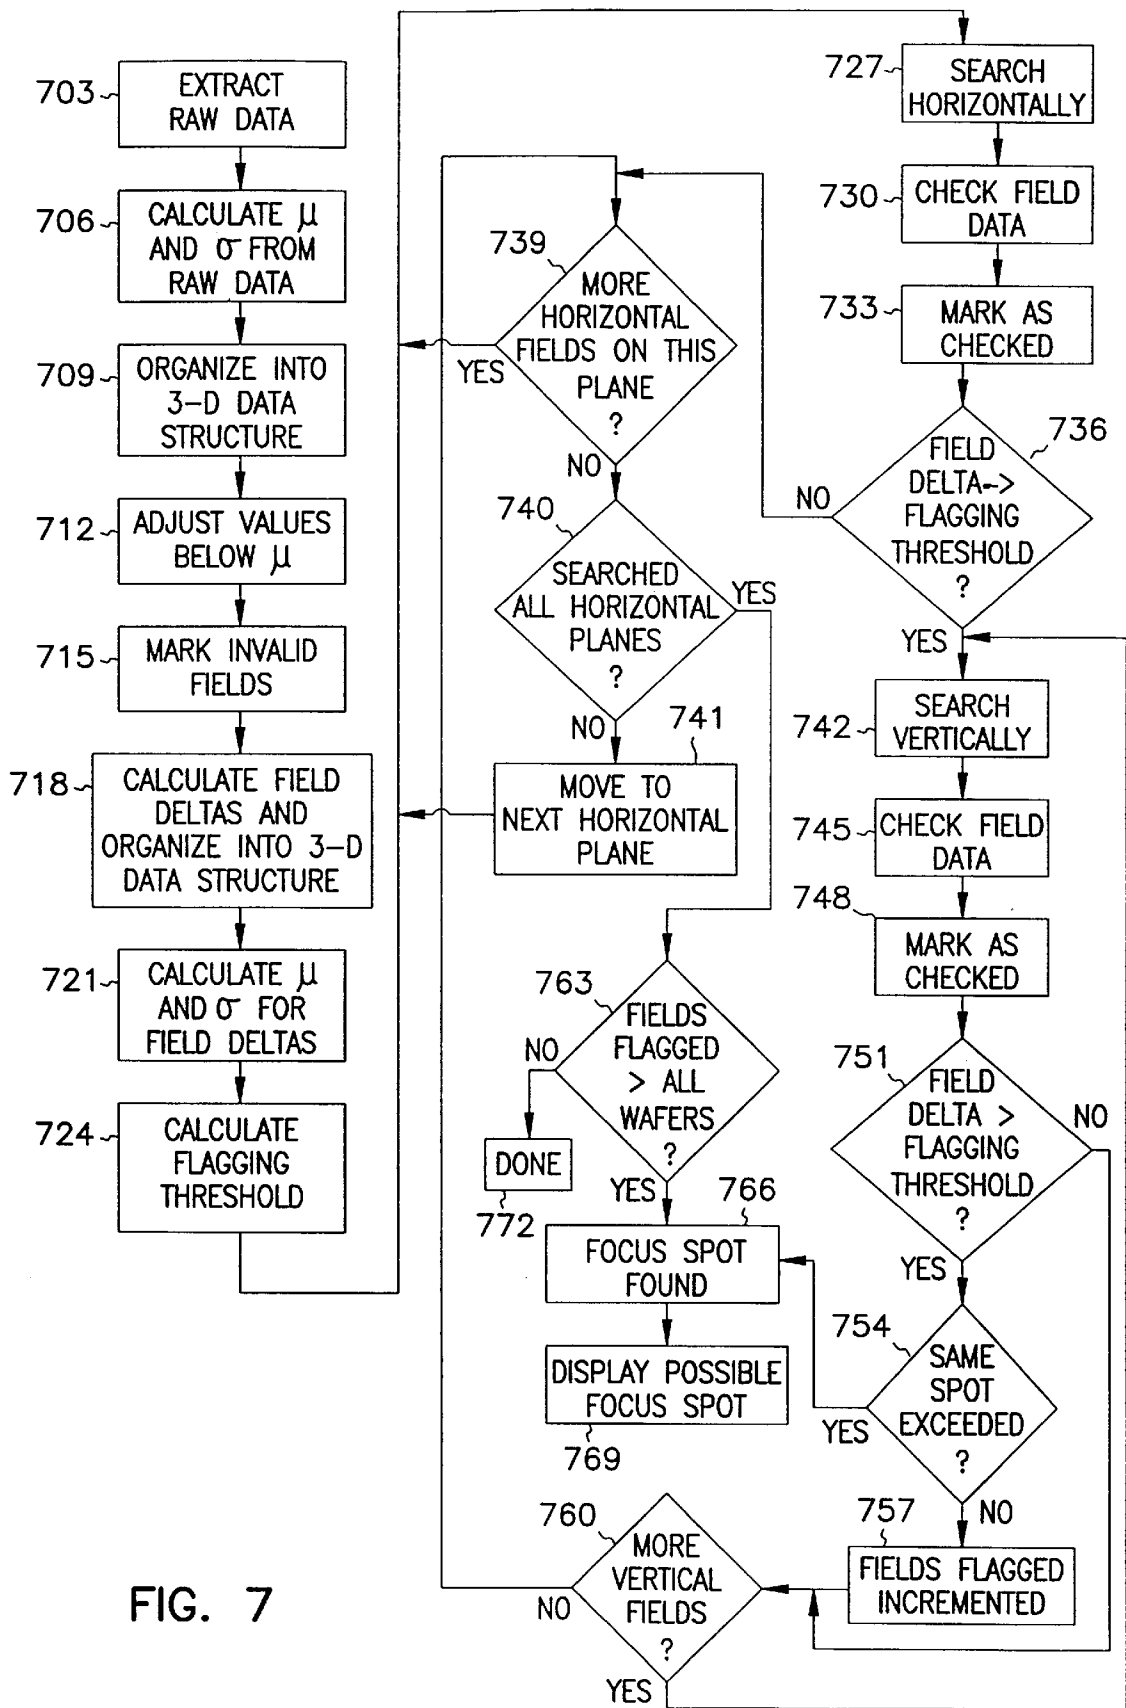 703
EXTRACT
RAW DATA
706
CALCULATE μ
AND σ FROM
RAW DATA
709
ORGANIZE INTO
3-D DATA
STRUCTURE
712
ADJUST VALUES
BELOW μ
715
MARK INVALID
FIELDS
718
CALCULATE FIELD
DELTAS AND
ORGANIZE INTO 3-D
DATA STRUCTURE
721
CALCULATE μ
AND σ FOR
FIELD DELTAS
724
CALCULATE
FLAGGING
THRESHOLD
727
SEARCH
HORIZONTALLY
730
CHECK FIELD
DATA
733
MARK AS
CHECKED
736
FIELD
DELTA->
FLAGGING
THRESHOLD
?
NO
YES
739
MORE
HORIZONTAL
FIELDS ON THIS
PLANE
?
YES
NO
740
SEARCHED
ALL HORIZONTAL
PLANES
?
YES
NO
741
MOVE TO
NEXT HORIZONTAL
PLANE
742
SEARCH
VERTICALLY
745
CHECK FIELD
DATA
748
MARK AS
CHECKED
751
FIELD
DELTA >
FLAGGING
THRESHOLD
?
NO
YES
754
SAME
SPOT
EXCEEDED
?
YES
NO
757
FIELDS FLAGGED
INCREMENTED
760
MORE
VERTICAL
FIELDS
?
NO
YES
763
FIELDS
FLAGGED
> ALL
WAFERS
?
NO
YES
DONE
772
766
FOCUS SPOT
FOUND
DISPLAY POSSIBLE
FOCUS SPOT
769
FIG. 7